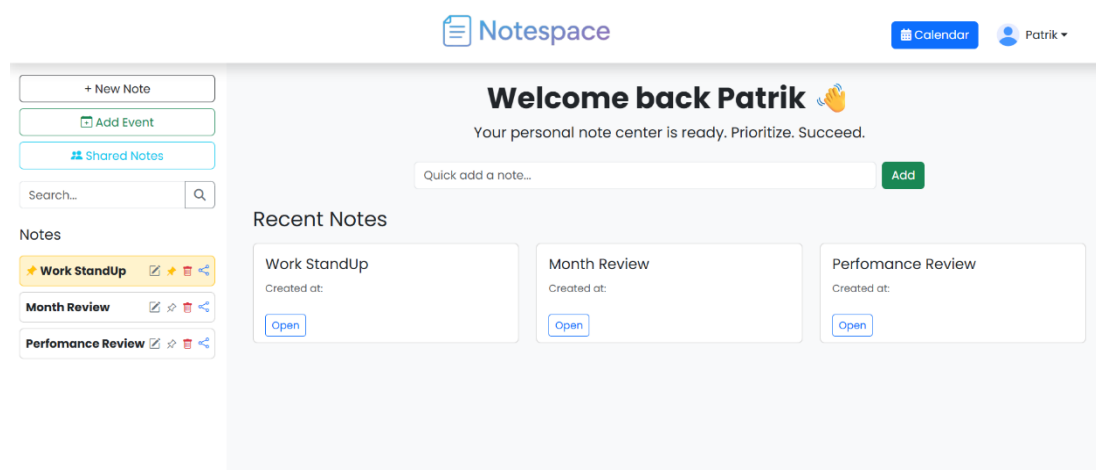 Notespace
Calendar
Patrik
+ New Note
Add Event
Shared Notes
Search...
Notes
Work StandUp
Month Review
Perfomance Review
Welcome back Patrik 👋
Your personal note center is ready. Prioritize. Succeed.
Quick add a note...
Add
Recent Notes
Work StandUp
Created at:
Open
Month Review
Created at:
Open
Perfomance Review
Created at:
Open